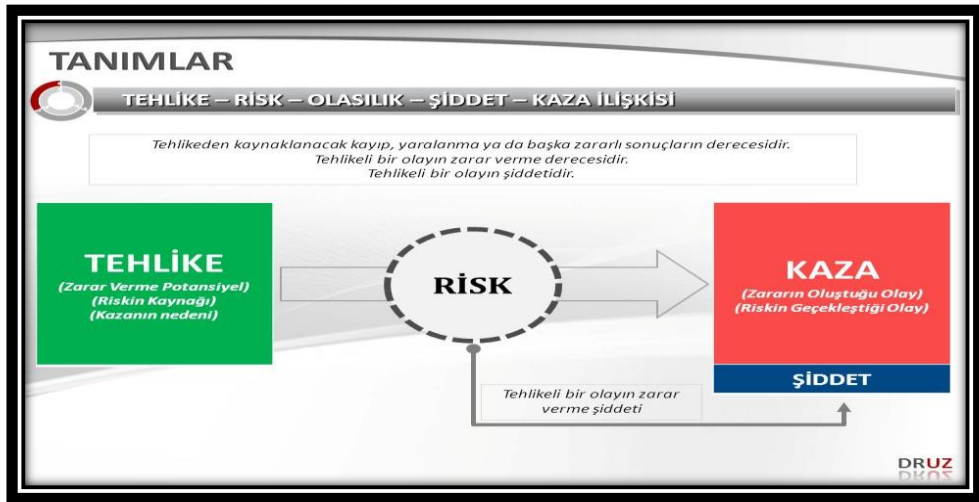 TANIMLAR
TEHLİKE – RİSK – OLASILIK – ŞİDDET – KAZA İLİŞKİSİ
Tehlikeden kaynaklanacak kayıp, yaralanma ya da başka zararlı sonuçların derecesidir.
Tehlikeli bir olayın zarar verme derecesidir.
Tehlikeli bir olayın şiddetidir.
TEHLİKE
(Zarar Verme Potansiyel)
(Riskin Kaynağı)
(Kazanın nedeni)
RİSK
KAZA
(Zararın Oluştuğu Olay)
(Riskin Geçekleştiği Olay)
ŞİDDET
Tehlikeli bir olayın zarar
verme şiddeti
DRUZ